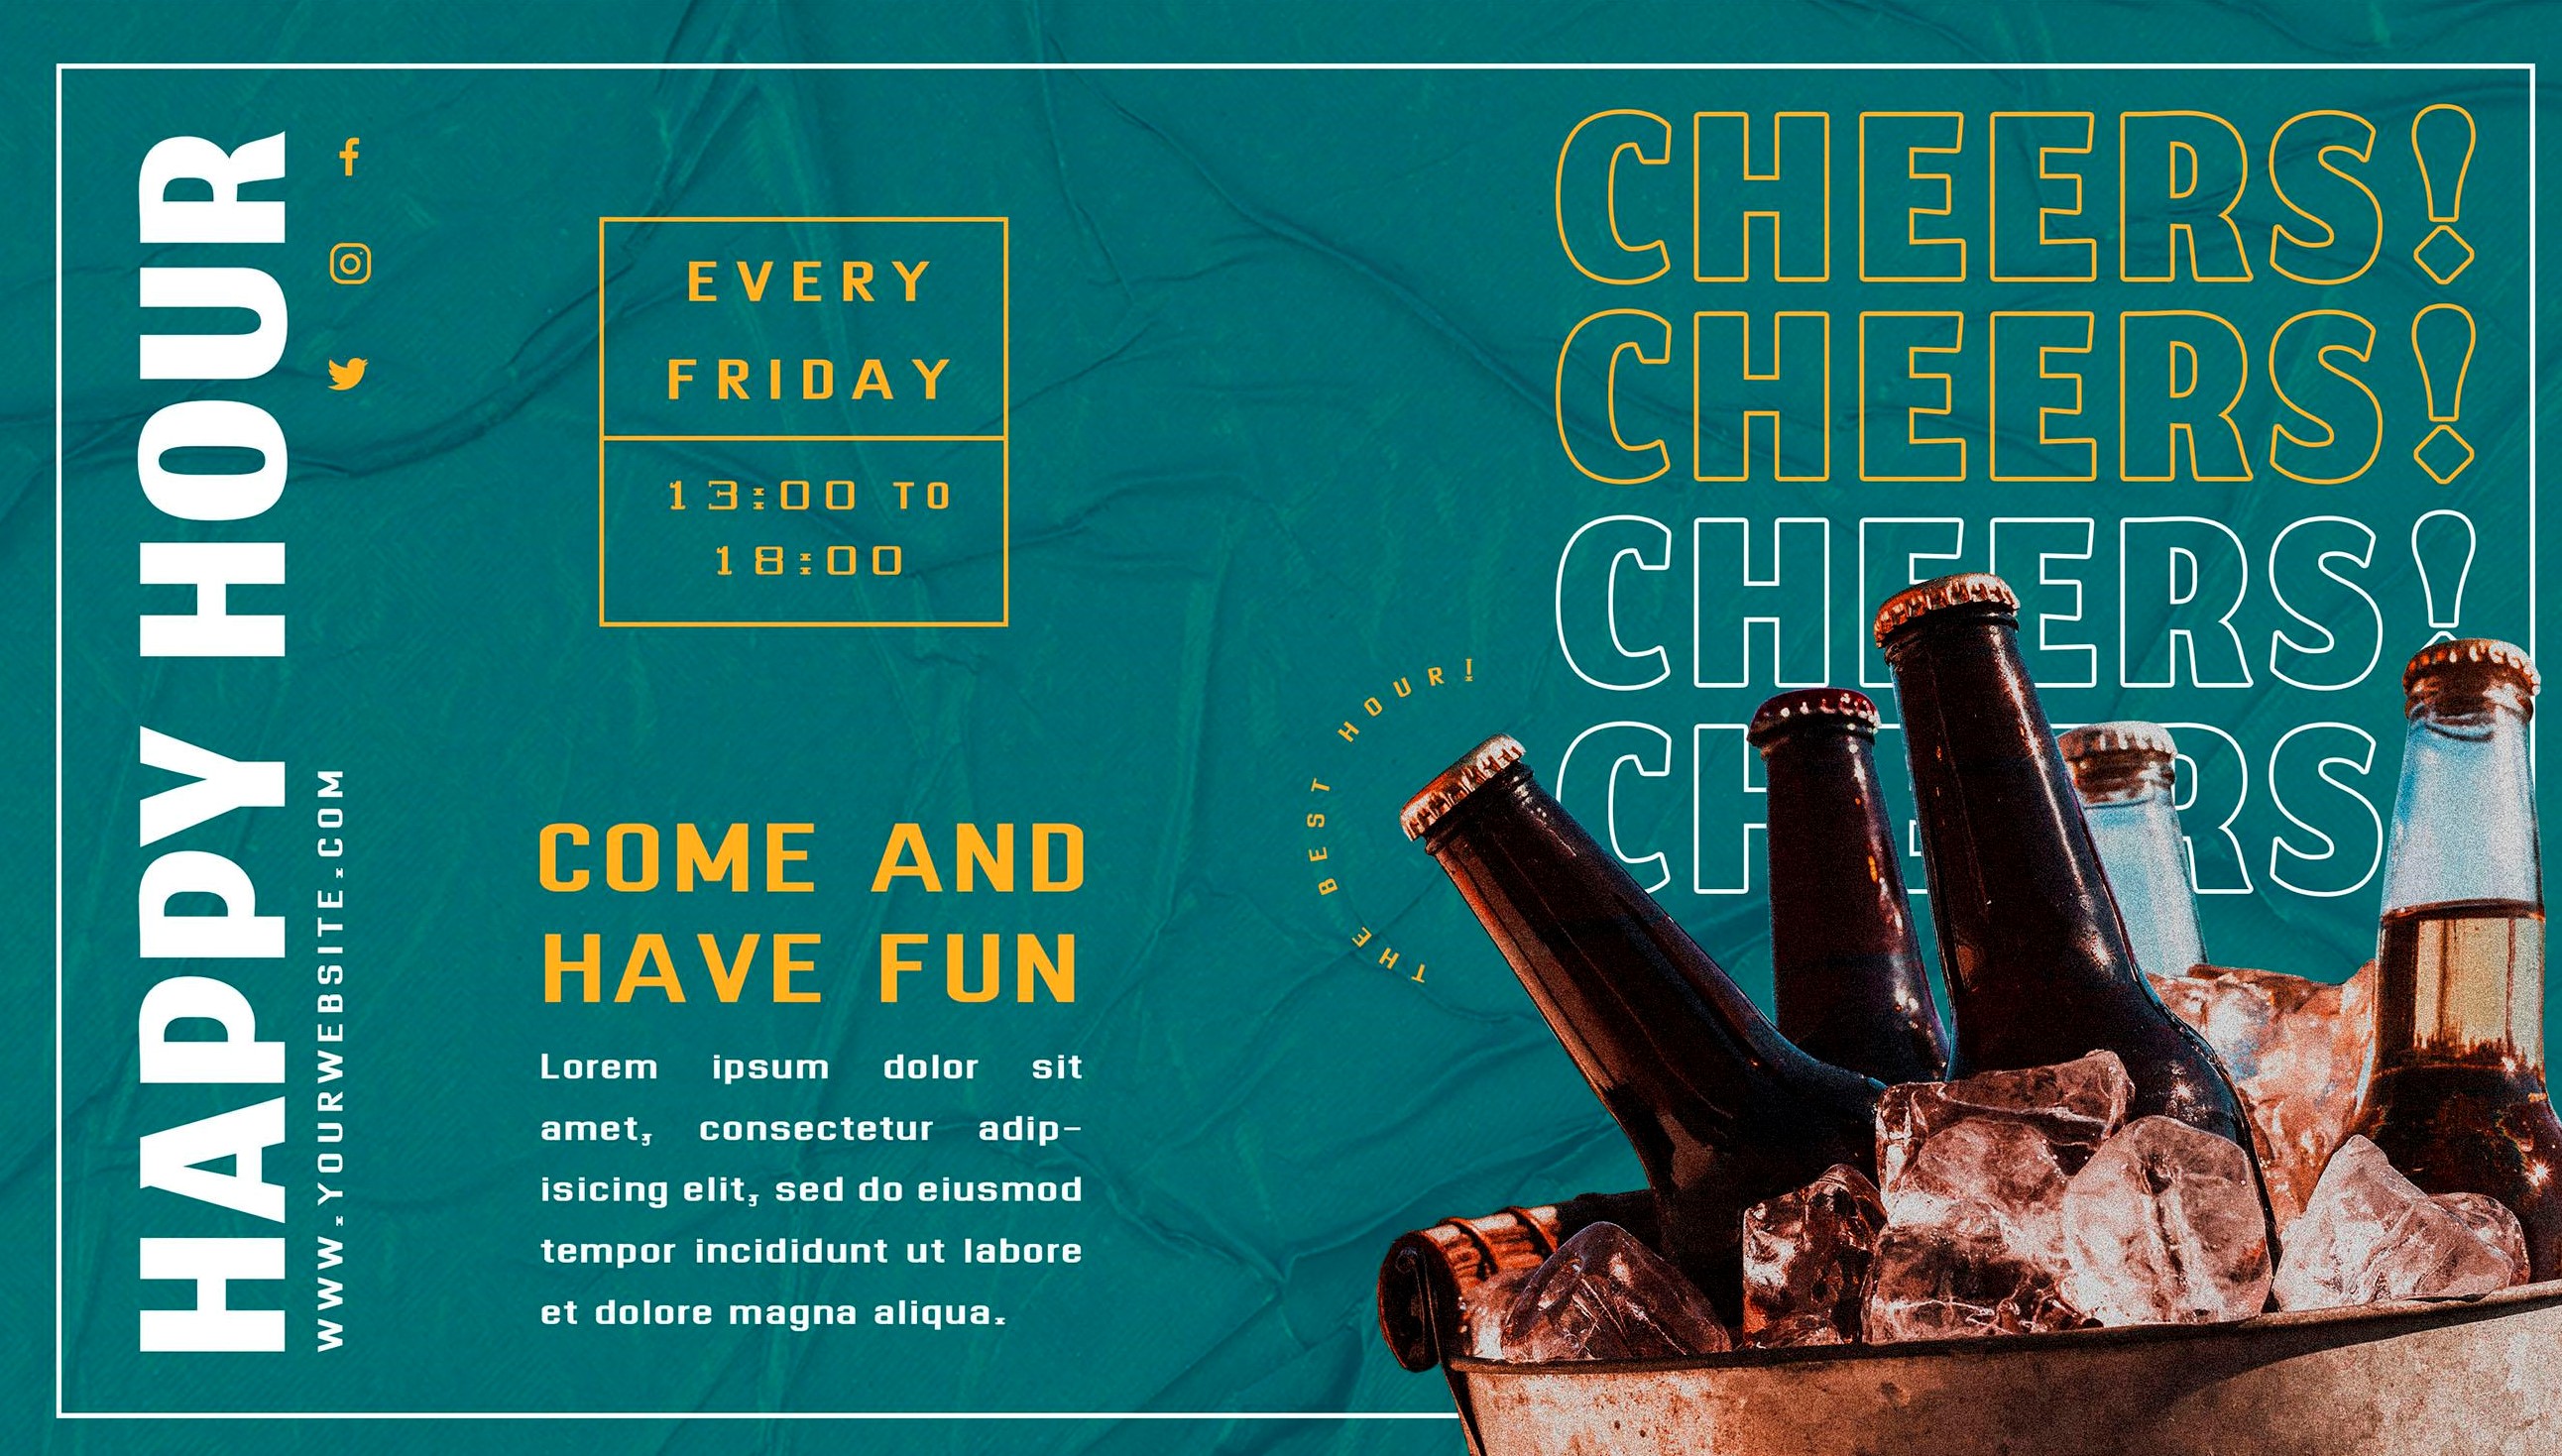 HAPPY HOUR
WWW.YOURWEBSITE.COM
EVERY
FRIDAY
13:00 TO
18:00
COME AND
HAVE FUN
Lorem ipsum dolor sit
amet, consectetur adip-
isicing elit, sed do eiusmod
tempor incididunt ut labore
et dolore magna aliqua.
THE BEST HOUR!
CHEERS!
CHEERS!
CHEERS!
CHEERS